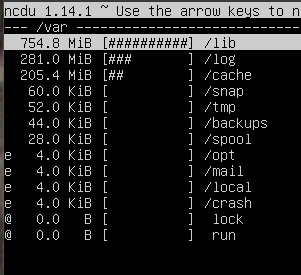 ncdu 1.14.1 ~ Use the arrow keys to n
--- /var ---
754.8 MiB [##########] /lib
281.0 MiB [###       ] /log
205.4 MiB [##        ] /cache
60.0 KiB [          ] /snap
52.0 KiB [          ] /tmp
44.0 KiB [          ] /backups
28.0 KiB [          ] /spool
e 4.0 KiB [          ] /opt
e 4.0 KiB [          ] /mail
e 4.0 KiB [          ] /local
e 4.0 KiB [          ] /crash
@ 0.0 B [          ] lock
@ 0.0 B [          ] run